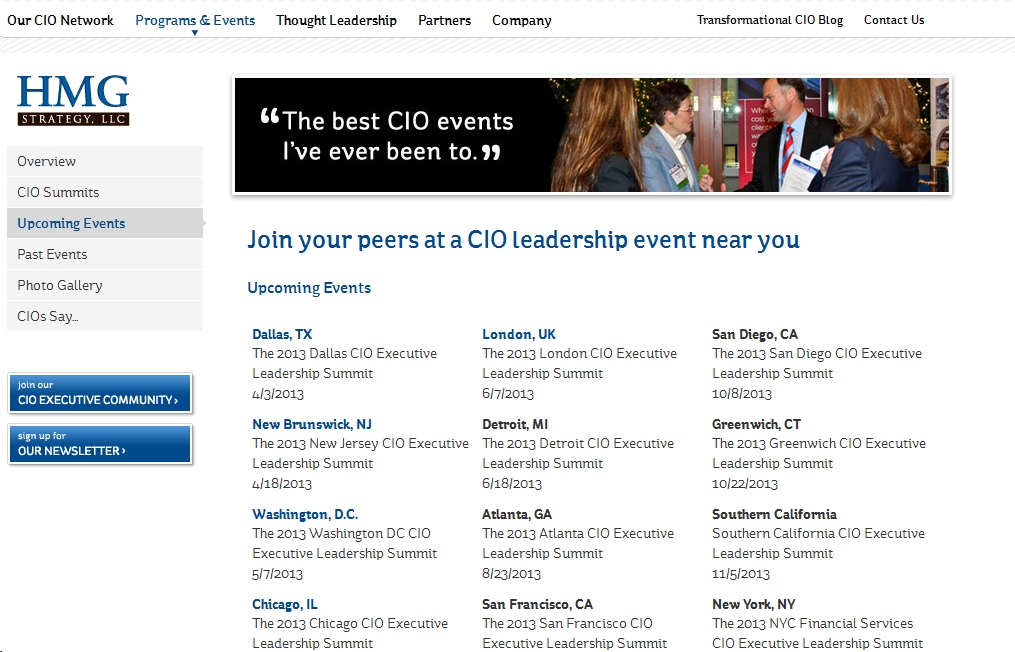 Our CIO Network Programs & Events Thought Leadership Partners Company Transformational CIO Blog Contact Us
HMG
STRATEGY, LLC
Overview
CIO Summits
Upcoming Events
Past Events
Photo Gallery
CIOs Say...
join our
CIO EXECUTIVE COMMUNITY ›
sign up for
OUR NEWSLETTER ›
“The best CIO events
I’ve ever been to.”
Join your peers at a CIO leadership event near you
Upcoming Events
Dallas, TX
The 2013 Dallas CIO Executive
Leadership Summit
4/3/2013
New Brunswick, NJ
The 2013 New Jersey CIO Executive
Leadership Summit
4/18/2013
Washington, D.C.
The 2013 Washington DC CIO
Executive Leadership Summit
5/7/2013
Chicago, IL
The 2013 Chicago CIO Executive
Leadership Summit
London, UK
The 2013 London CIO Executive
Leadership Summit
6/7/2013
Detroit, MI
The 2013 Detroit CIO Executive
Leadership Summit
6/18/2013
Atlanta, GA
The 2013 Atlanta CIO Executive
Leadership Summit
8/23/2013
San Francisco, CA
The 2013 San Francisco CIO
Executive Leadership Summit
San Diego, CA
The 2013 San Diego CIO Executive
Leadership Summit
10/8/2013
Greenwich, CT
The 2013 Greenwich CIO Executive
Leadership Summit
10/22/2013
Southern California
Southern California CIO Executive
Leadership Summit
11/5/2013
New York, NY
The 2013 NYC Financial Services
CIO Executive Leadership Summit